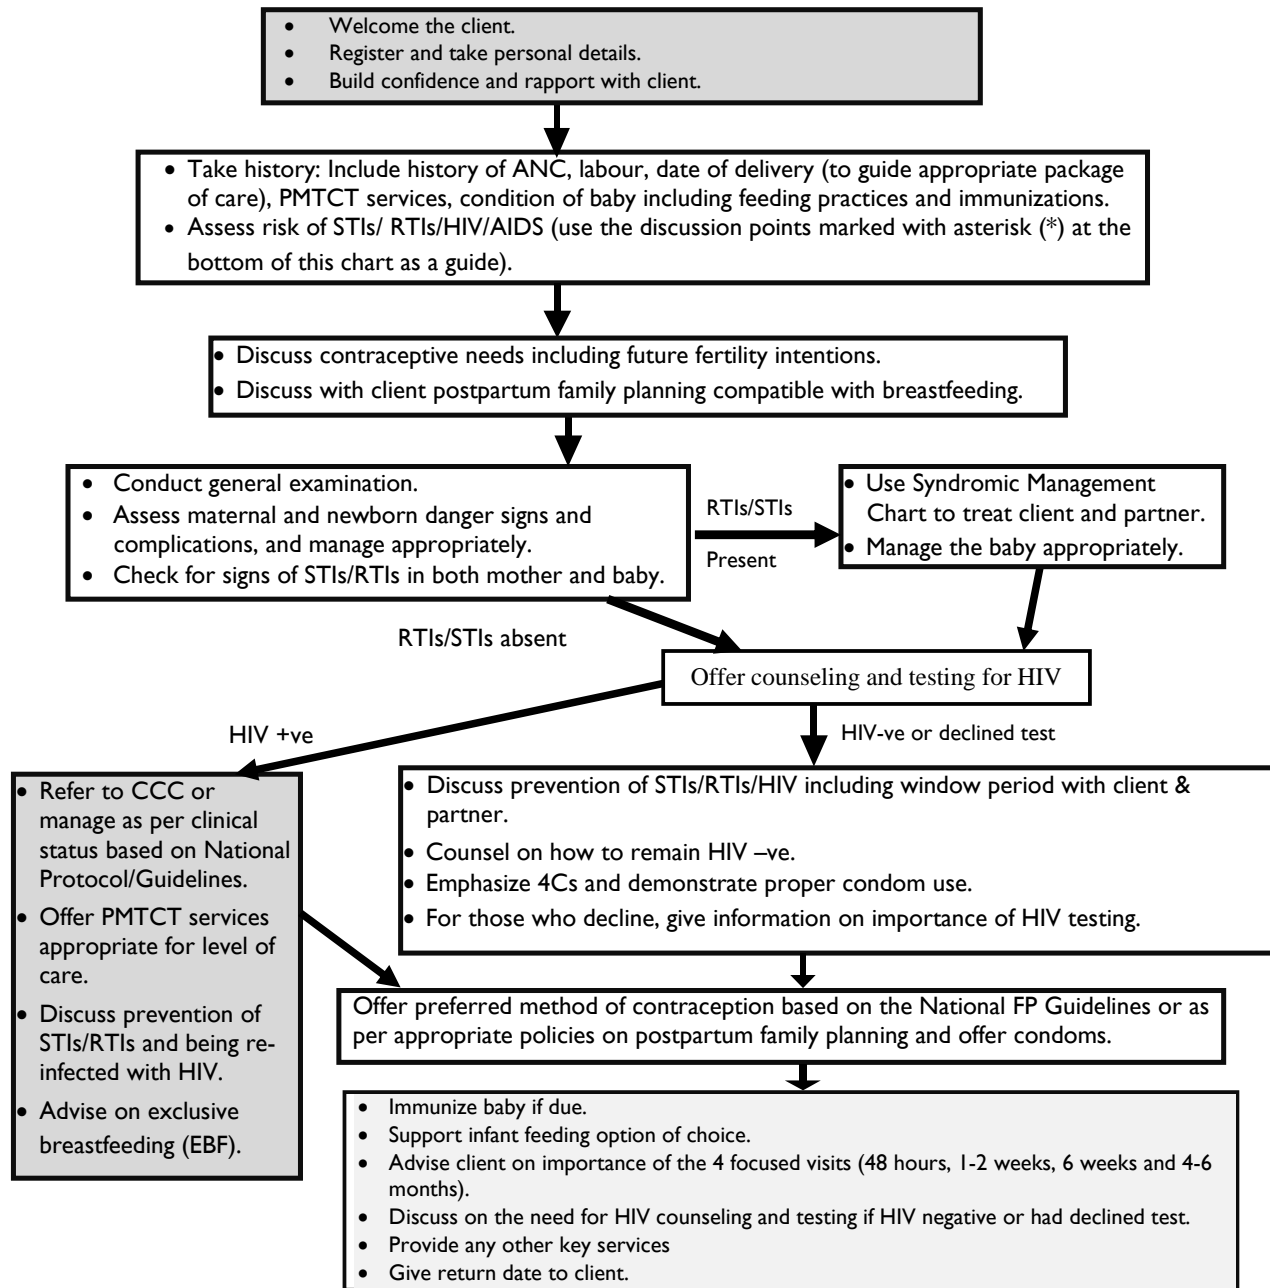 • Welcome the client.
• Register and take personal details.
• Build confidence and rapport with client.
• Take history: Include history of ANC, labour, date of delivery (to guide appropriate package
of care), PMTCT services, condition of baby including feeding practices and immunizations.
• Assess risk of STIs/ RTIs/HIV/AIDS (use the discussion points marked with asterisk (*) at the
bottom of this chart as a guide).
• Discuss contraceptive needs including future fertility intentions.
• Discuss with client postpartum family planning compatible with breastfeeding.
• Conduct general examination.
• Assess maternal and newborn danger signs and
complications, and manage appropriately.
• Check for signs of STIs/RTIs in both mother and baby.
RTIs/STIs
Present
• Use Syndromic Management
Chart to treat client and partner.
• Manage the baby appropriately.
RTIs/STIs absent
Offer counseling and testing for HIV
HIV +ve
HIV-ve or declined test
• Refer to CCC or
manage as per clinical
status based on National
Protocol/Guidelines.
• Offer PMTCT services
appropriate for level of
care.
• Discuss prevention of
STIs/RTIs and being re-
infected with HIV.
• Advise on exclusive
breastfeeding (EBF).
• Discuss prevention of STIs/RTIs/HIV including window period with client &
partner.
• Counsel on how to remain HIV –ve.
• Emphasize 4Cs and demonstrate proper condom use.
• For those who decline, give information on importance of HIV testing.
Offer preferred method of contraception based on the National FP Guidelines or as
per appropriate policies on postpartum family planning and offer condoms.
• Immunize baby if due.
• Support infant feeding option of choice.
• Advise client on importance of the 4 focused visits (48 hours, 1-2 weeks, 6 weeks and 4-6
months).
• Discuss on the need for HIV counseling and testing if HIV negative or had declined test.
• Provide any other key services
• Give return date to client.